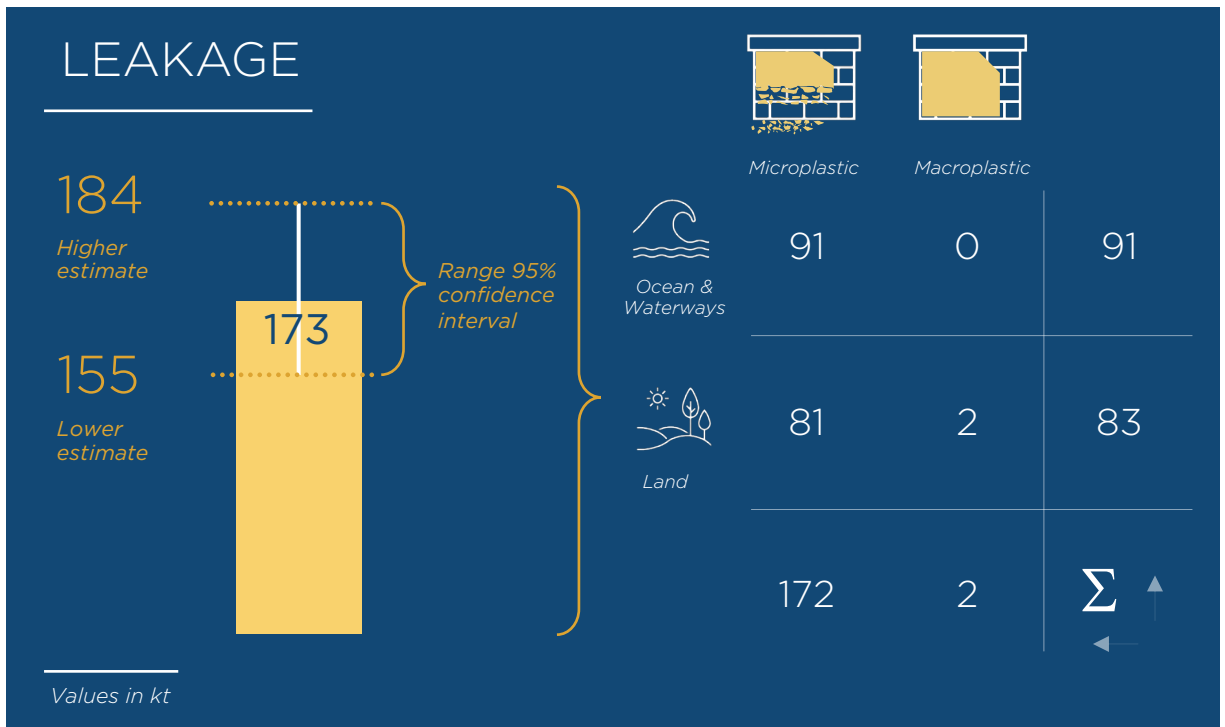 LEAKAGE
Microplastic
Macroplastic
184
Higher
estimate
173
155
Lower
estimate
Range 95%
confidence
interval
Ocean &
Waterways
91 0 91
Land
81 2 83
172 2 Σ
Values in kt